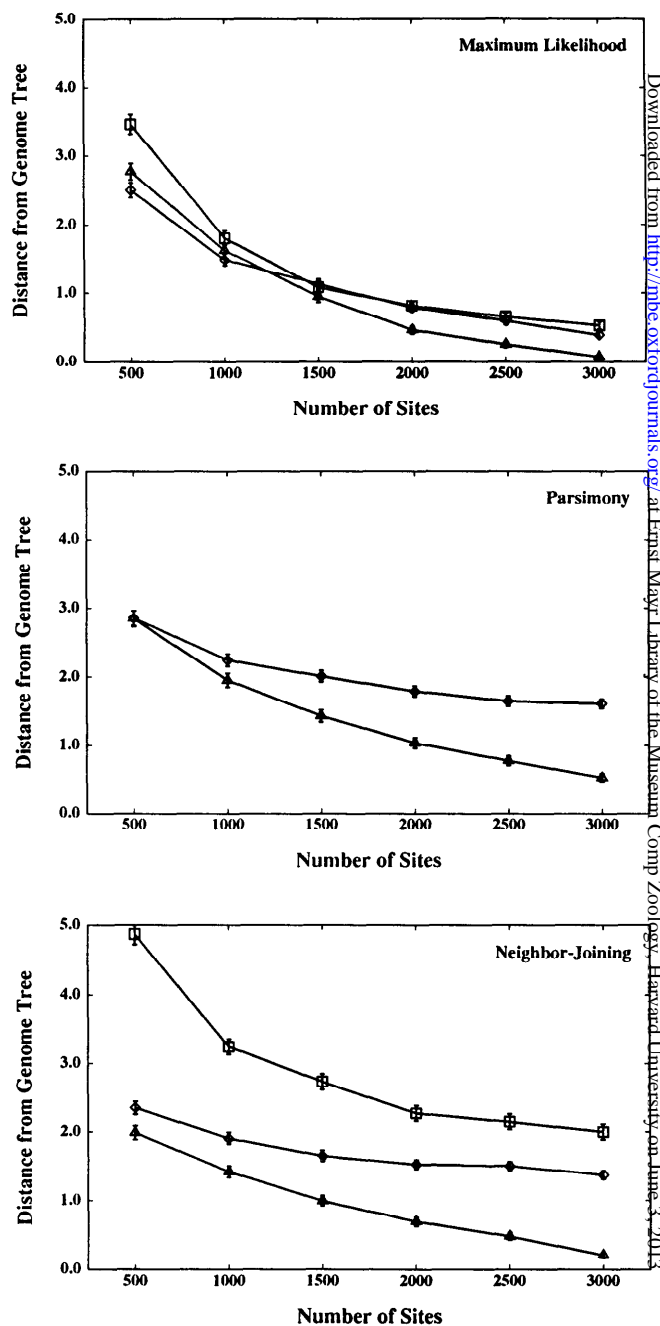 Maximum Likelihood
5.0
4.0
3.0
2.0
1.0
0.0
Distance from Genome Tree
500 1000 1500 2000 2500 3000
Number of Sites
Parsimony
5.0
4.0
3.0
2.0
1.0
0.0
Distance from Genome Tree
500 1000 1500 2000 2500 3000
Number of Sites
Neighbor-Joining
5.0
4.0
3.0
2.0
1.0
0.0
Distance from Genome Tree
500 1000 1500 2000 2500 3000
Number of Sites
Downloaded from http://mbe.oxfordjournals.org/ at Ernst Mayr Library of the Museum Comp Zoology, Harvard University on June 3, 2013